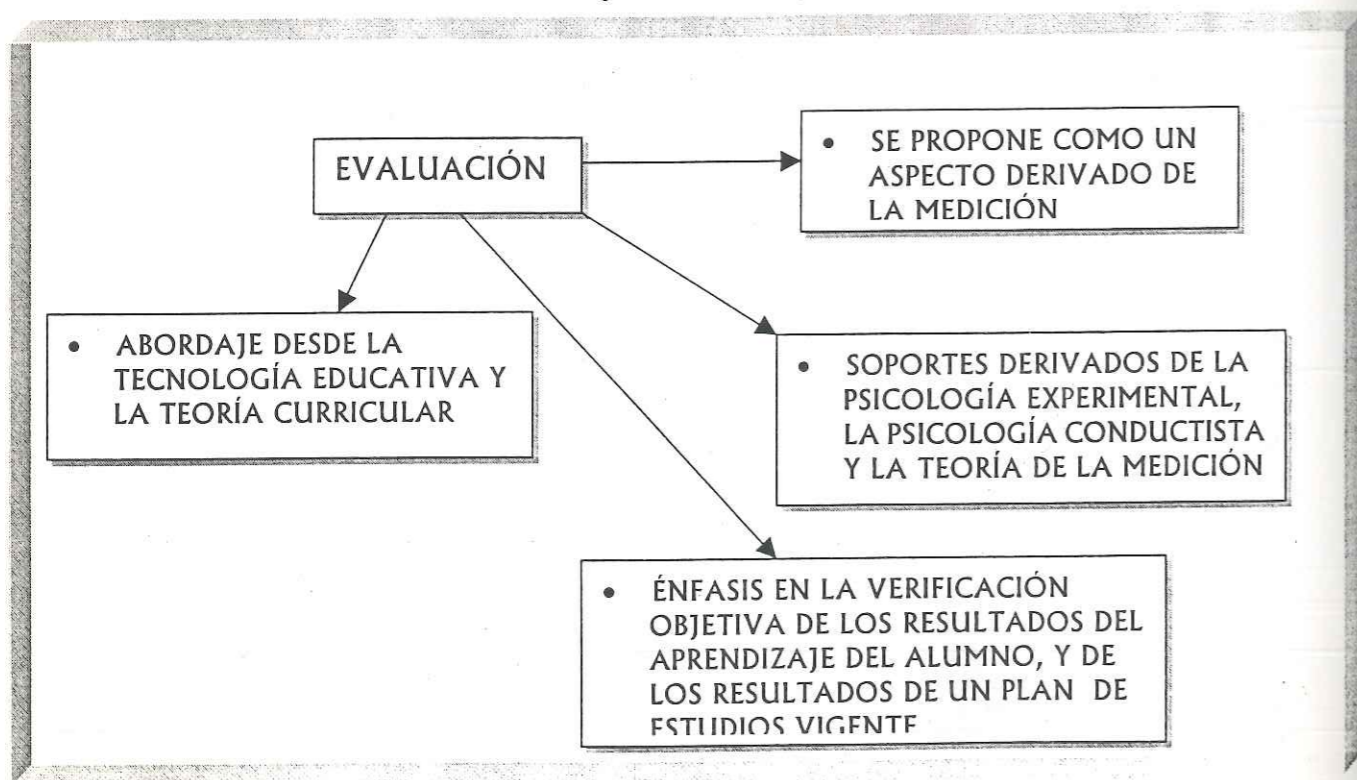 EVALUACIÓN
• SE PROPONE COMO UN
ASPECTO DERIVADO DE
LA MEDICIÓN
• ABORDAJE DESDE LA
TECNOLOGÍA EDUCATIVA Y
LA TEORÍA CURRICULAR
• SOPORTES DERIVADOS DE LA
PSICOLOGÍA EXPERIMENTAL,
LA PSICOLOGÍA CONDUCTISTA
Y LA TEORÍA DE LA MEDICIÓN
• ÉNFASIS EN LA VERIFICACIÓN
OBJETIVA DE LOS RESULTADOS DEL
APRENDIZAJE DEL ALUMNO, Y DE
LOS RESULTADOS DE UN PLAN DE
ESTUDIOS VIGENTE